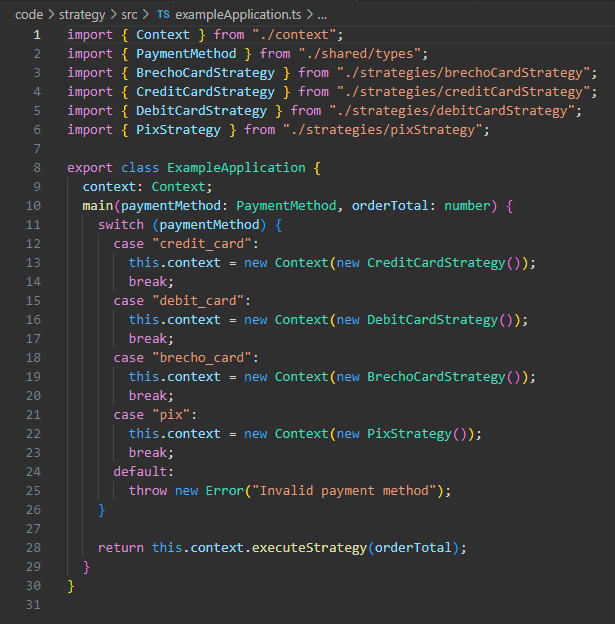 code > strategy > src > TS exampleApplication.ts > ...
1 import { Context } from "./context";
2 import { PaymentMethod } from "./shared/types";
3 import { BrechoCardStrategy } from "./strategies/brechoCardStrategy";
4 import { CreditCardStrategy } from "./strategies/creditCardStrategy";
5 import { DebitCardStrategy } from "./strategies/debitCardStrategy";
6 import { PixStrategy } from "./strategies/pixStrategy";
7
8 export class ExampleApplication {
9   context: Context;
10   main(paymentMethod: PaymentMethod, orderTotal: number) {
11     switch (paymentMethod) {
12       case "credit_card":
13         this.context = new Context(new CreditCardStrategy());
14         break;
15       case "debit_card":
16         this.context = new Context(new DebitCardStrategy());
17         break;
18       case "brecho_card":
19         this.context = new Context(new BrechoCardStrategy());
20         break;
21       case "pix":
22         this.context = new Context(new PixStrategy());
23         break;
24       default:
25         throw new Error("Invalid payment method");
26     }
27
28     return this.context.executeStrategy(orderTotal);
29   }
30 }
31